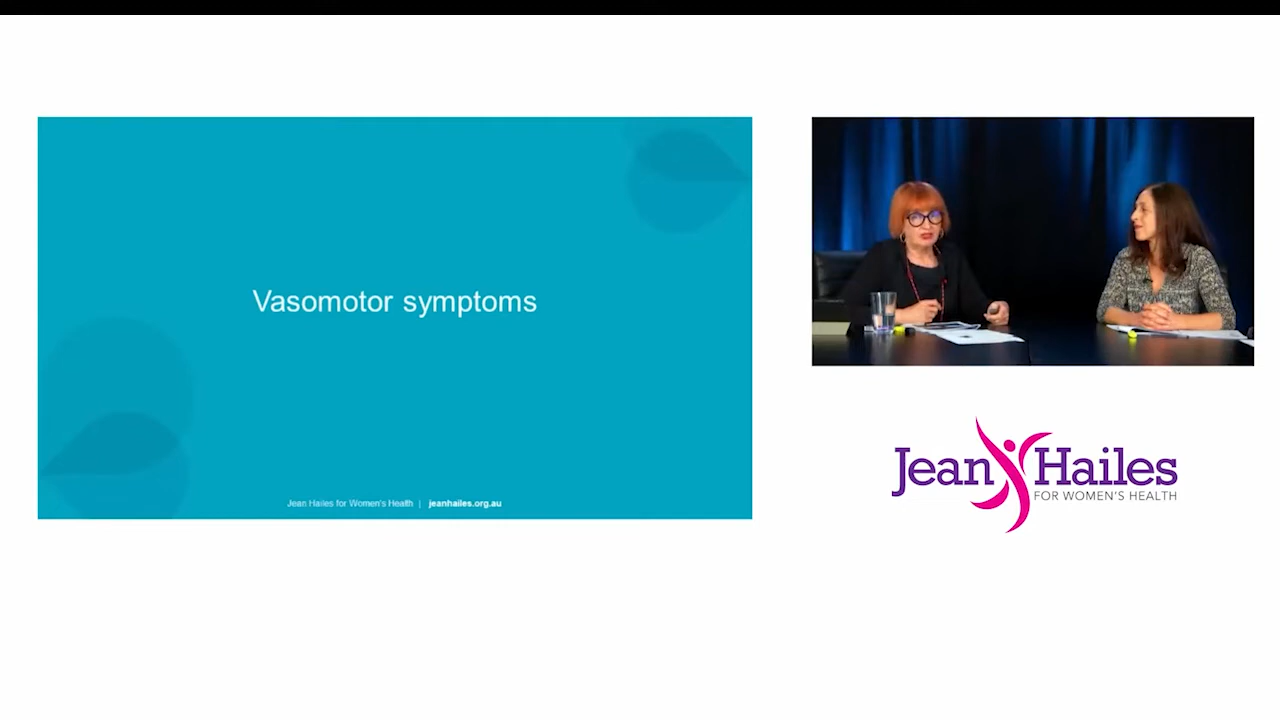 Vasomotor symptoms
Jean Hailes for Women's Health | jeanhailes.org.au
Jean Hailes
FOR WOMEN'S HEALTH